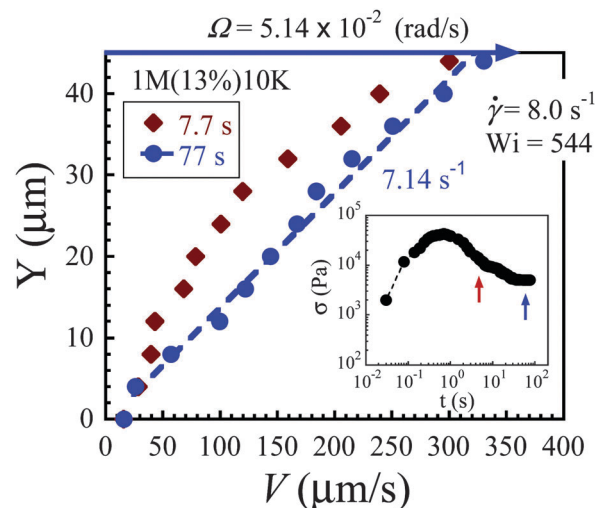 Ω = 5.14 x 10⁻² (rad/s)
1M(13%)10K
7.7 s
77 s
γ̇ = 8.0 s⁻¹
Wi = 544
7.14 s⁻¹
Y (μm)
40
30
20
10
0
0 50 100 150 200 250 300 350 400
V (μm/s)
σ (Pa)
10⁵
10⁴
10³
10²
10⁻² 10⁻¹ 10⁰ 10¹ 10²
t (s)